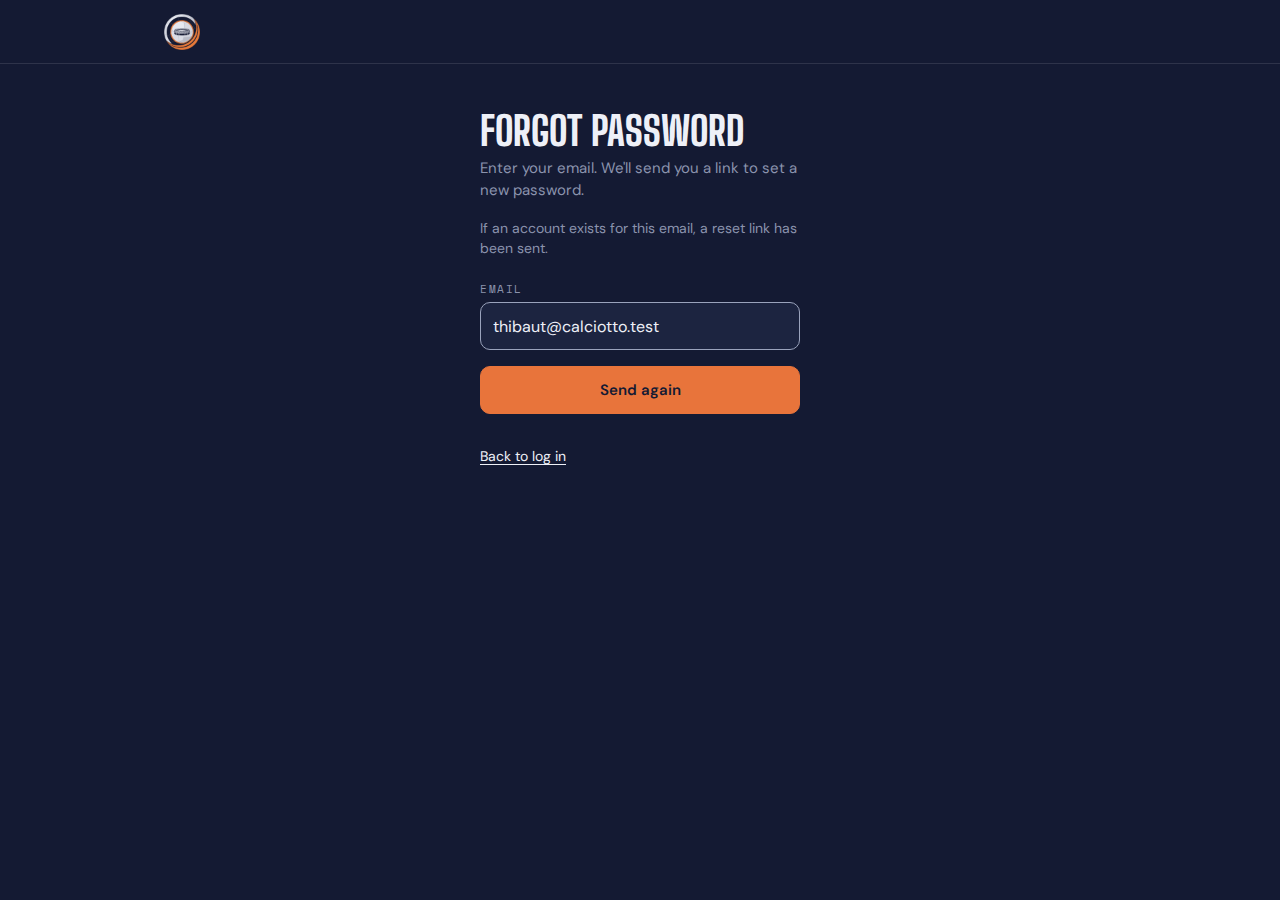 FORGOT PASSWORD
Enter your email. We'll send you a link to set a
new password.
If an account exists for this email, a reset link has
been sent.
EMAIL
thibaut@calciotto.test
Send again
Back to log in